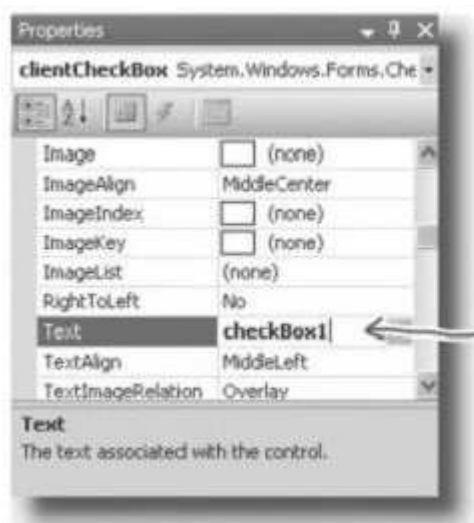 Properties
clientCheckBox System.Windows.Forms.Che
Image (none)
ImageAlign MiddleCenter
ImageIndex (none)
ImageKey (none)
ImageList (none)
RightToLeft No
Text checkBox1
TextAlign MiddleLeft
TextImageRelation Overlay
Text
The text associated with the control.